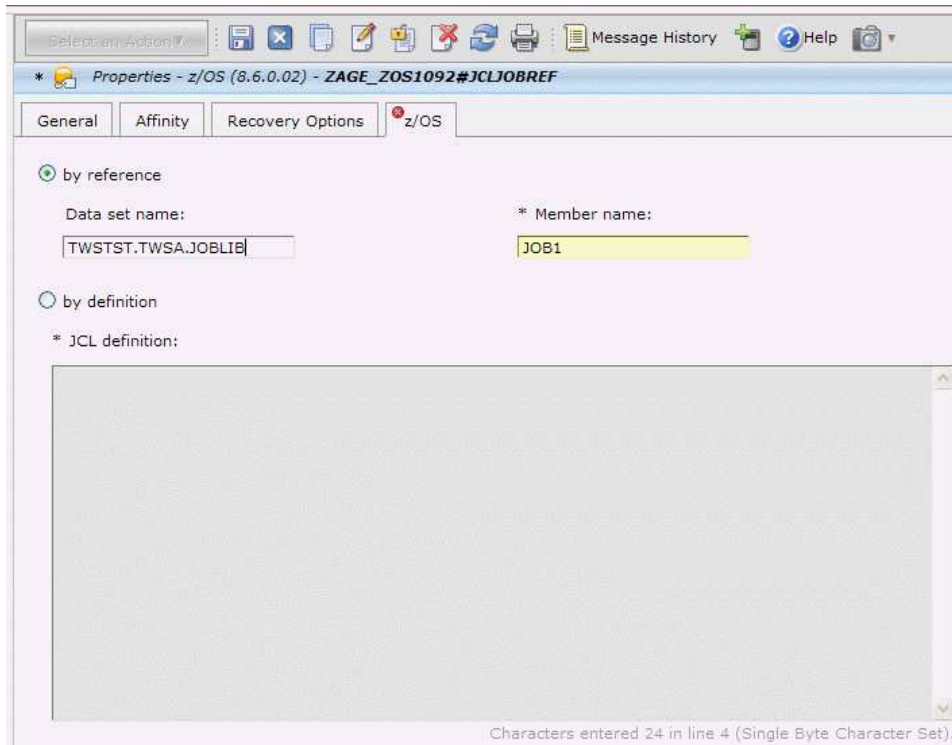 Select an Action ▼ Message History Help
* Properties - z/OS (8.6.0.02) - ZAGE_ZOS1092#JCLJOBREF
General Affinity Recovery Options z/OS
by reference
Data set name: * Member name:
TWSTST.TWSA.JOBLIB JOB1
by definition
* JCL definition:
Characters entered 24 in line 4 (Single Byte Character Set)